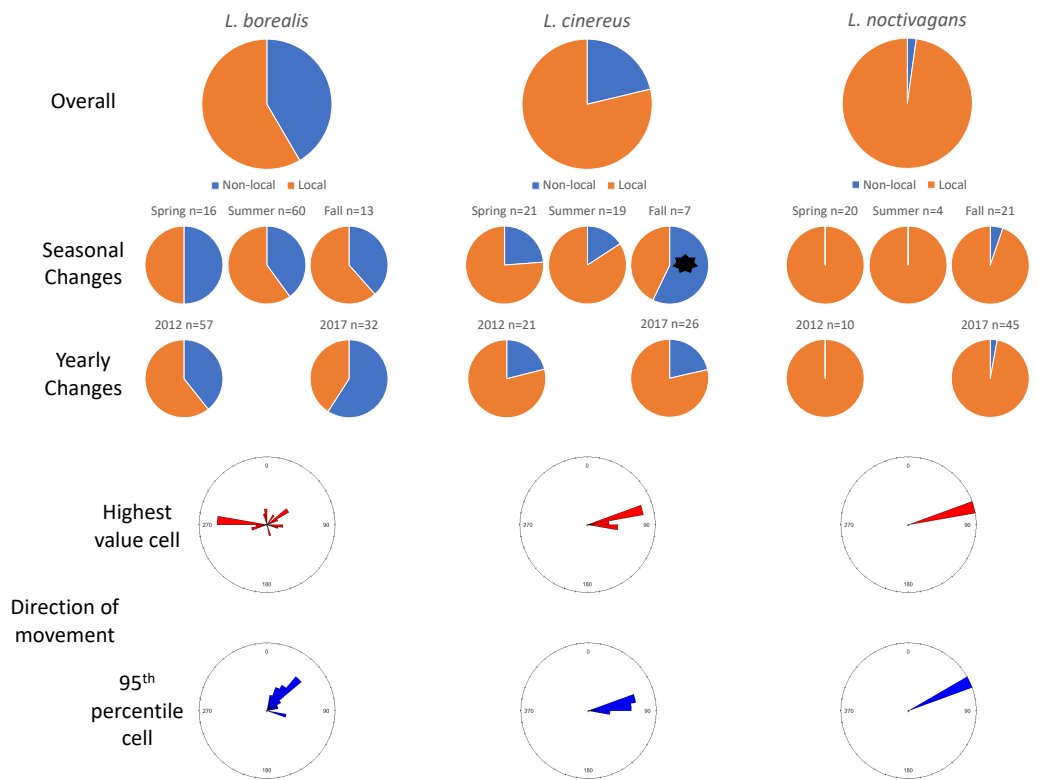 L. borealis L. cinereus L. noctivagans
Overall
Non-local Local Non-local Local Non-local Local
Spring n=16 Summer n=60 Fall n=13 Spring n=21 Summer n=19 Fall n=7 Spring n=20 Summer n=4 Fall n=21
Seasonal
Changes
2012 n=57 2017 n=32 2012 n=21 2017 n=26 2012 n=10 2017 n=45
Yearly
Changes
0 0 0
Highest
value cell
270 90 270 90 270 90
180 180 180
Direction of
movement
0 0 0
95th
percentile
cell
270 90 270 90 270 90
180 180 180